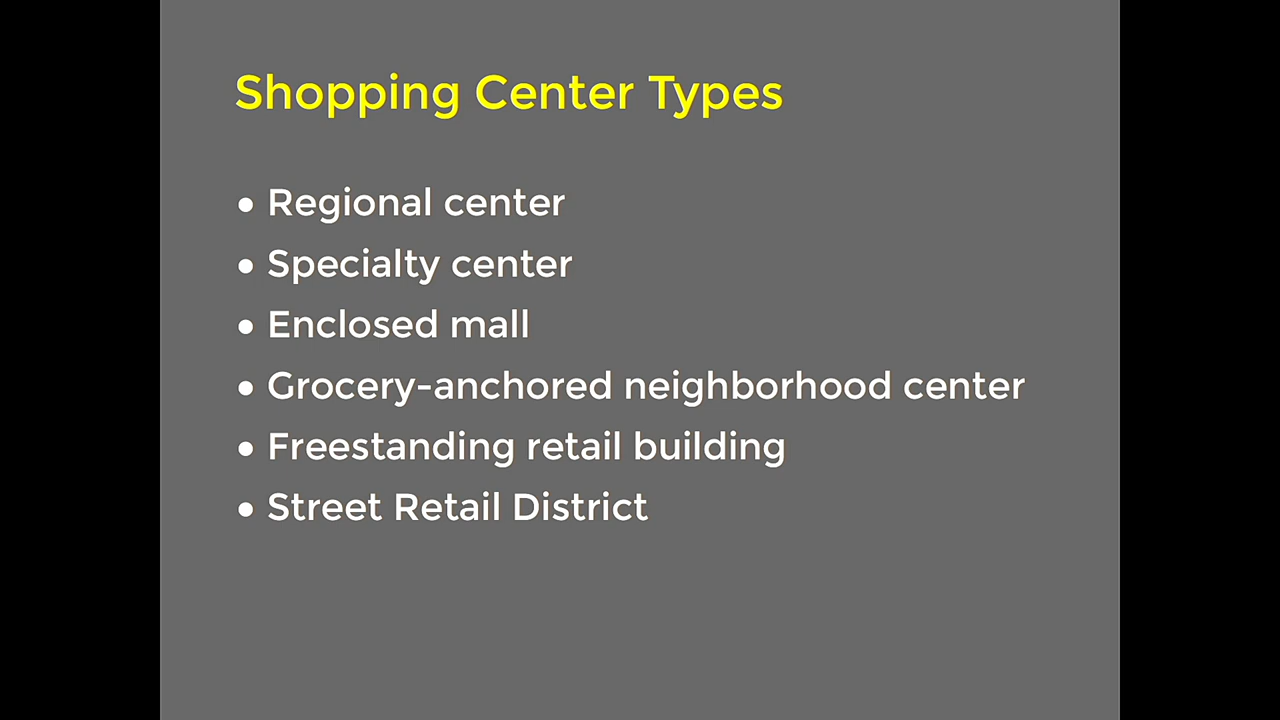 Shopping Center Types
• Regional center
• Specialty center
• Enclosed mall
• Grocery-anchored neighborhood center
• Freestanding retail building
• Street Retail District